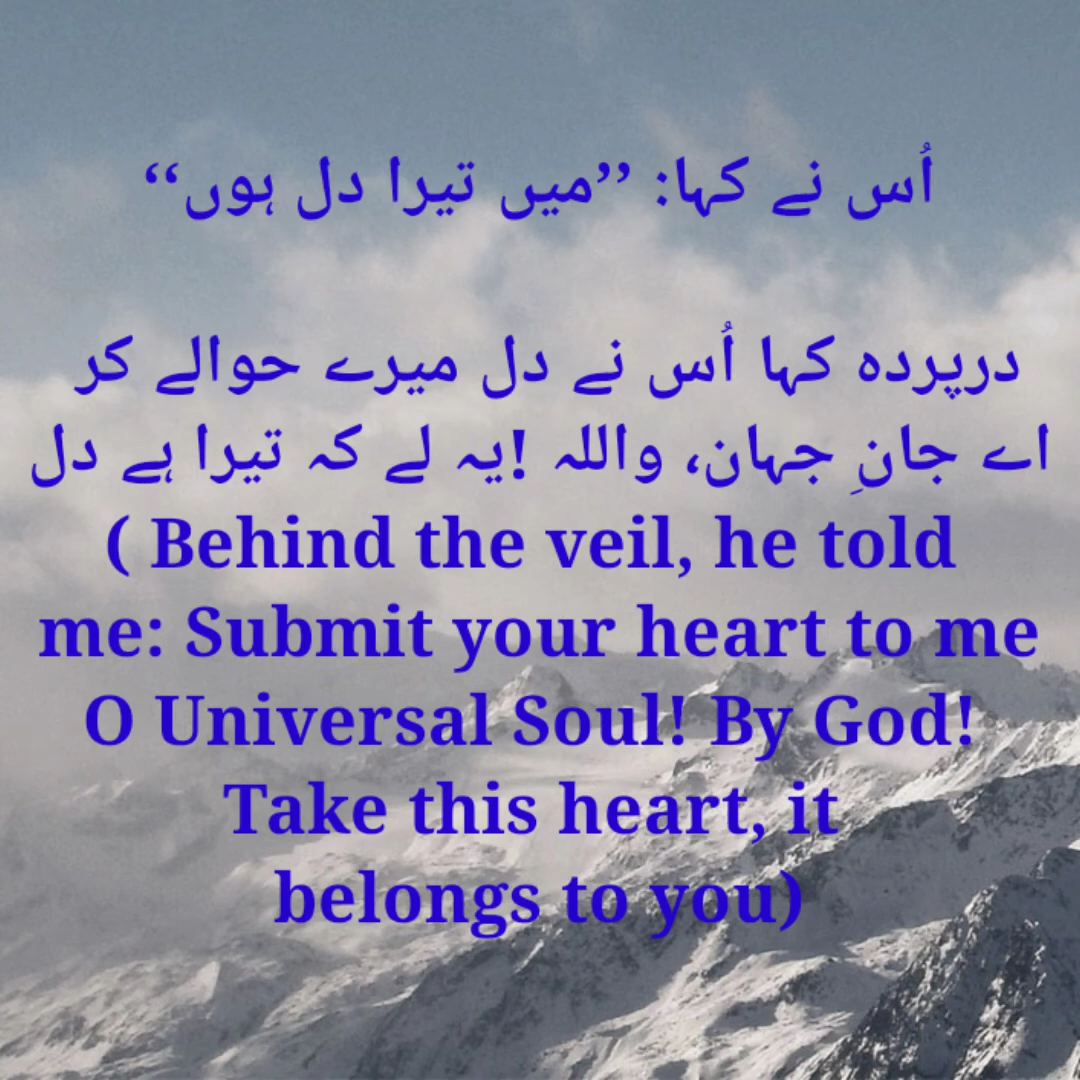 اُس نے کہا: ”میں تیرا دل ہوں“
درپردہ کہا اُس نے دل میرے حوالے کر
اے جانِ جہان، واللہ !یہ لے کہ تیرا ہے دل
( Behind the veil, he told
me: Submit your heart to me
O Universal Soul! By God!
Take this heart, it
belongs to you)